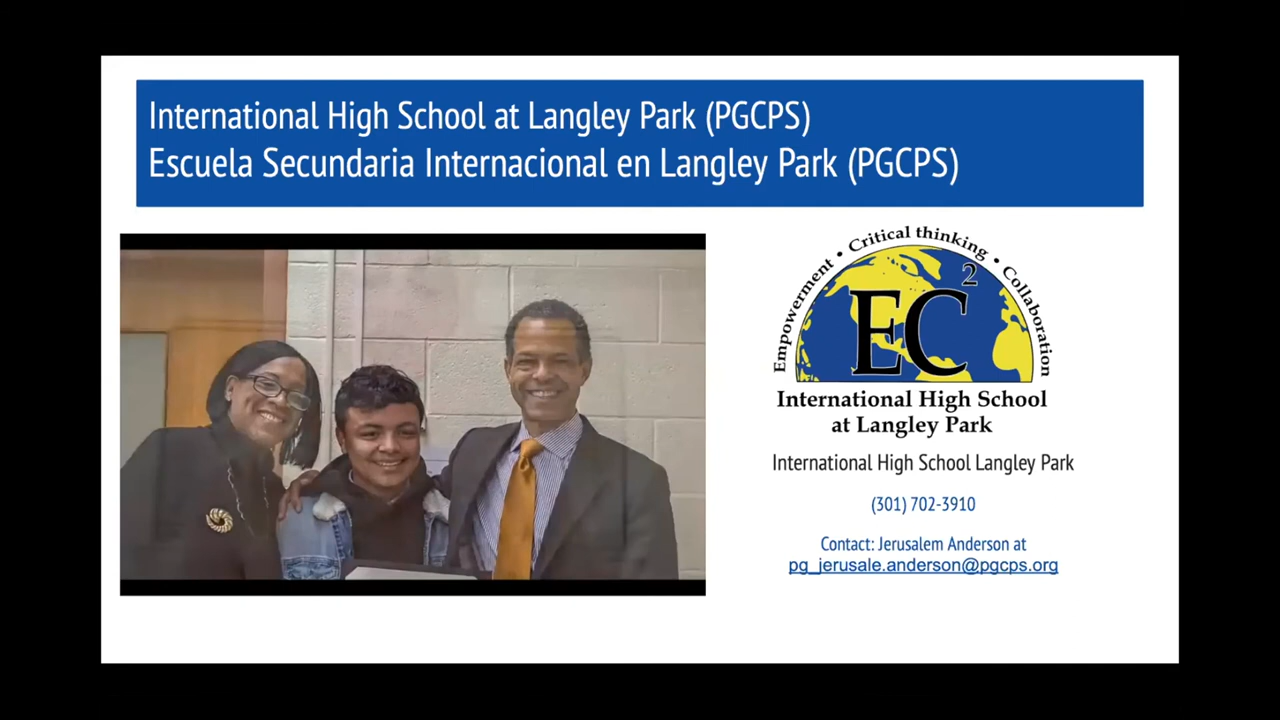 International High School at Langley Park (PGCPS)
Escuela Secundaria Internacional en Langley Park (PGCPS)
Empowerment • Critical thinking • Collaboration
EC²
International High School
at Langley Park
International High School Langley Park
(301) 702-3910
Contact: Jerusalem Anderson at
pg_jerusale.anderson@pgcps.org